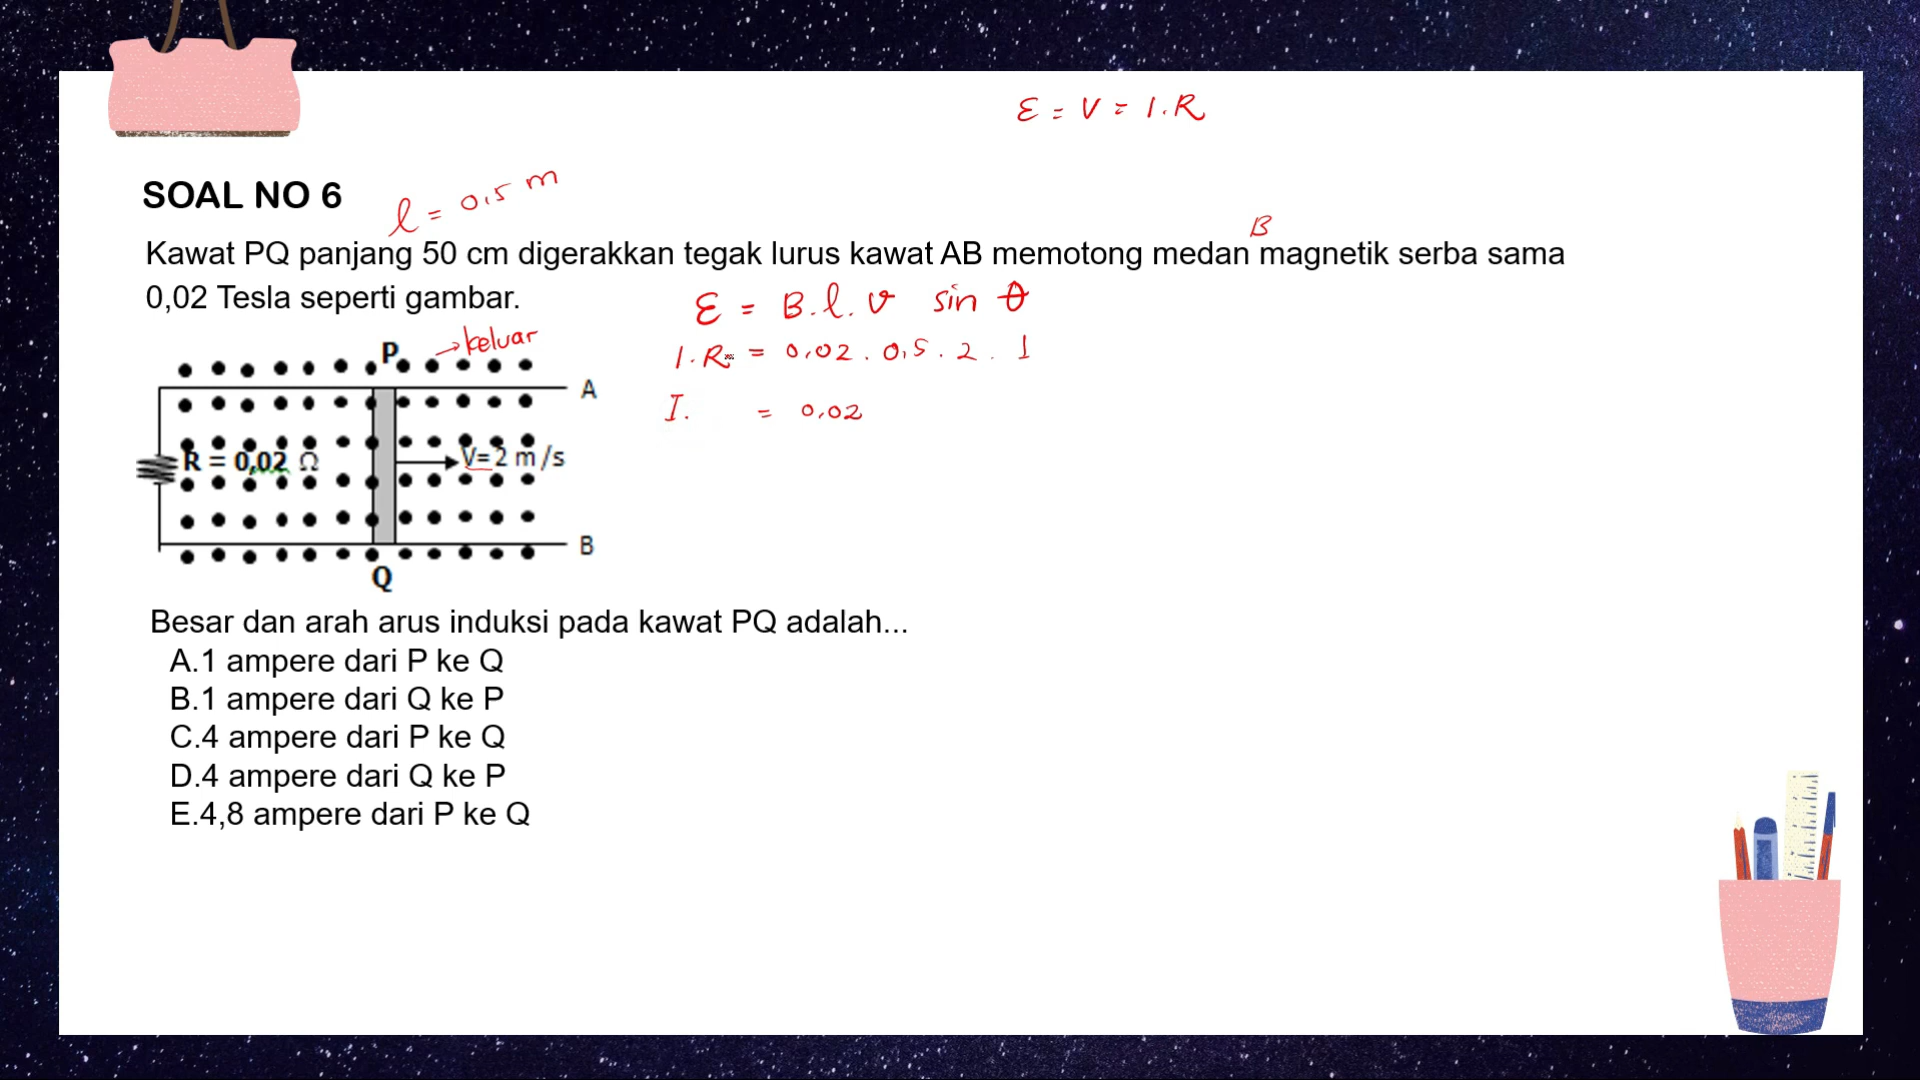 ε = V = I.R
SOAL NO 6
l = 0,5 m
B
Kawat PQ panjang 50 cm digerakkan tegak lurus kawat AB memotong medan magnetik serba sama
0,02 Tesla seperti gambar.
ε = B.l.v sin θ
→ keluar
P
I.R = 0,02 . 0,5 . 2 . 1
A
I. = 0,02
R = 0,02 Ω
V=2 m/s
B
Q
Besar dan arah arus induksi pada kawat PQ adalah...
A.1 ampere dari P ke Q
B.1 ampere dari Q ke P
C.4 ampere dari P ke Q
D.4 ampere dari Q ke P
E.4,8 ampere dari P ke Q